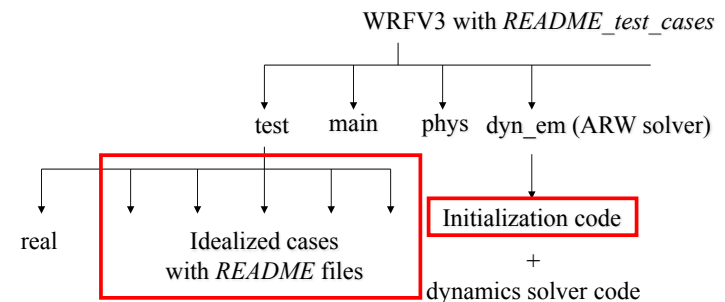 WRFV3 with README_test_cases
test main phys dyn_em (ARW solver)
real
Idealized cases
with README files
Initialization code
+
dynamics solver code